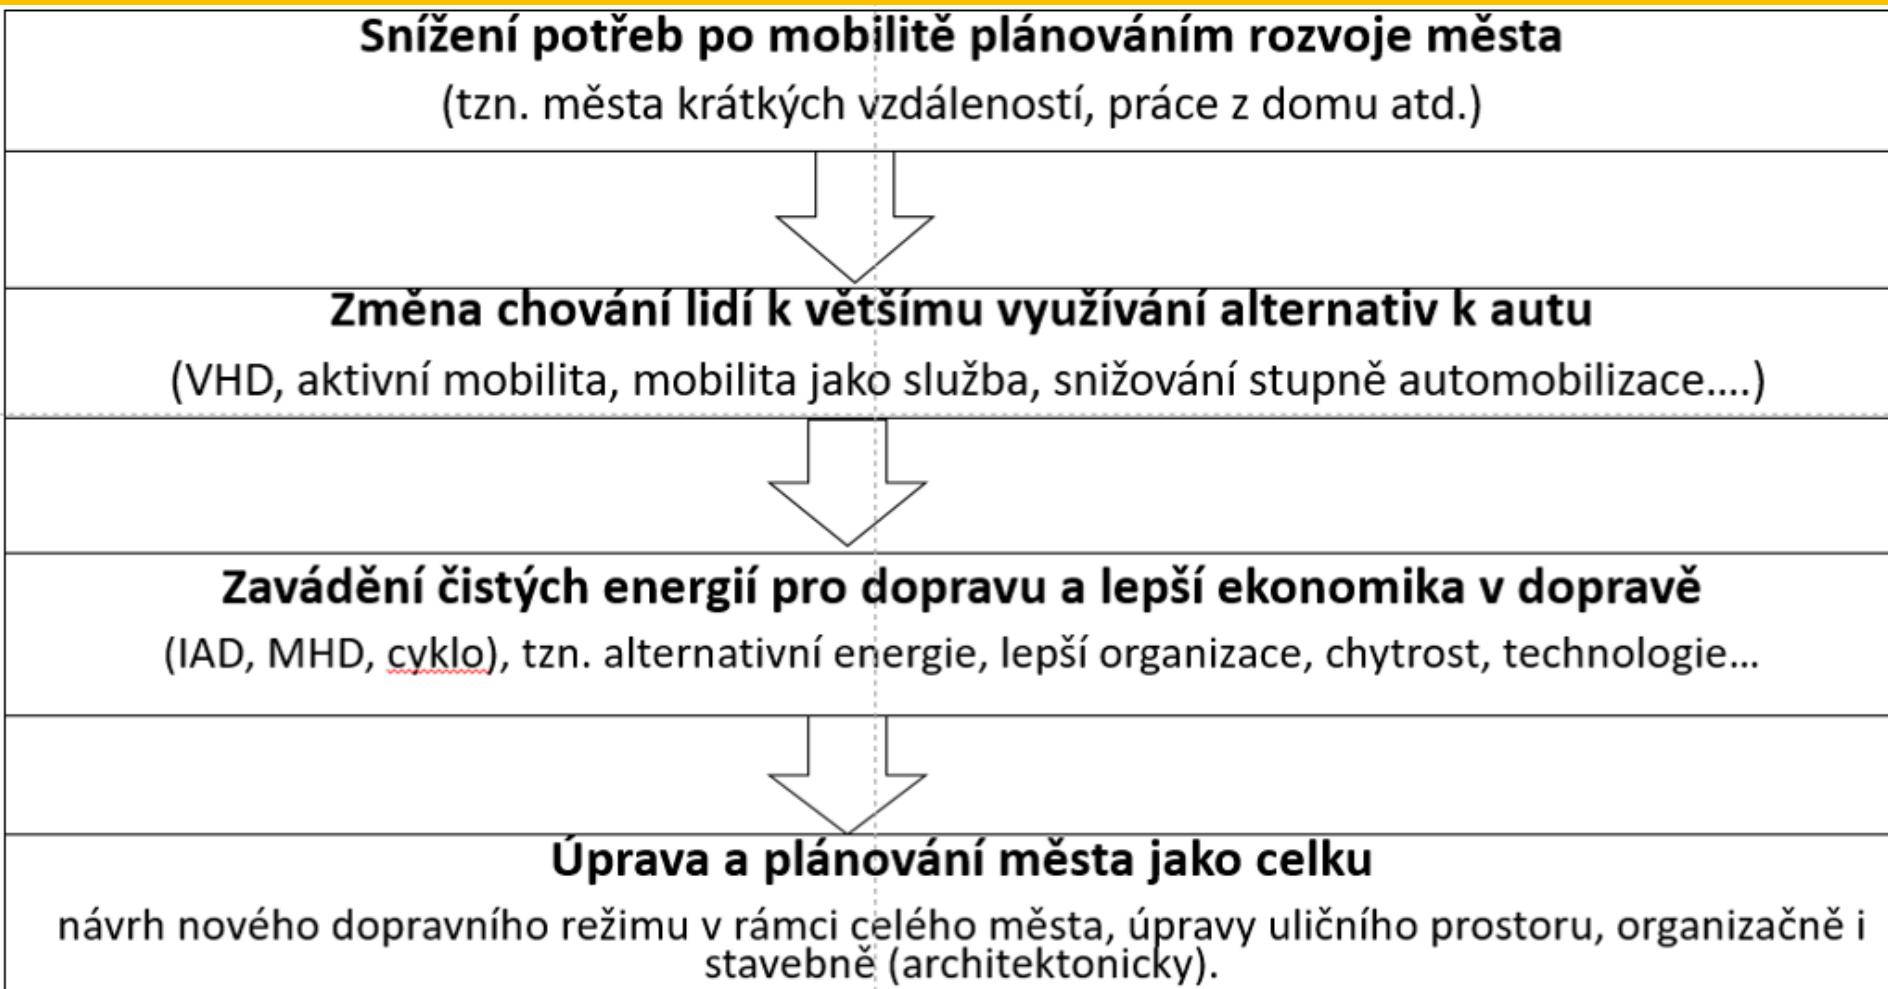 Snížení potřeb po mobilitě plánováním rozvoje města
(tzn. města krátkých vzdáleností, práce z domu atd.)
Změna chování lidí k většímu využívání alternativ k autu
(VHD, aktivní mobilita, mobilita jako služba, snižování stupně automobilizace....)
Zavádění čistých energií pro dopravu a lepší ekonomika v dopravě
(IAD, MHD, cyklo), tzn. alternativní energie, lepší organizace, chytrost, technologie...
Úprava a plánování města jako celku
návrh nového dopravního režimu v rámci celého města, úpravy uličního prostoru, organizačně i
stavebně (architektonicky).